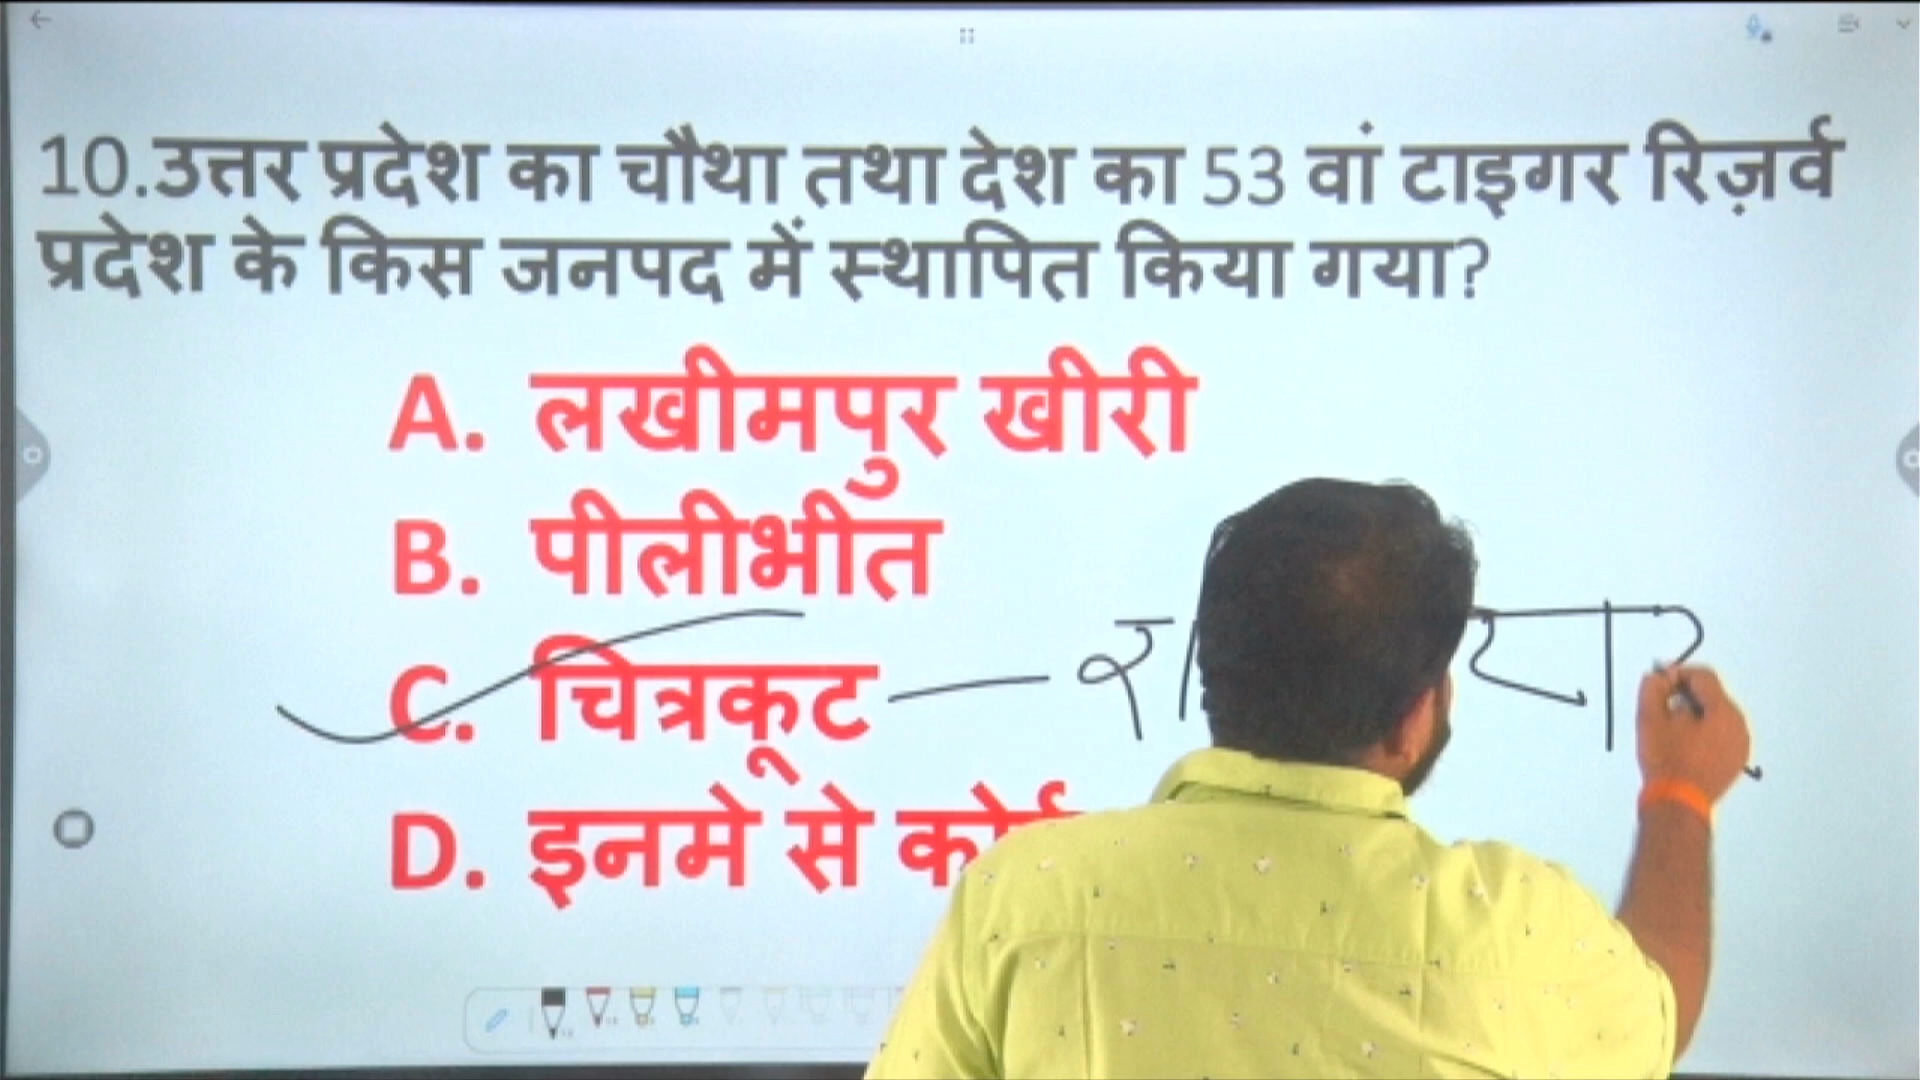 10.उत्तर प्रदेश का चौथा तथा देश का 53 वां टाइगर रिज़र्व
प्रदेश के किस जनपद में स्थापित किया गया?
A. लखीमपुर खीरी
B. पीलीभीत
C. चित्रकूट
D. इनमे से कोई